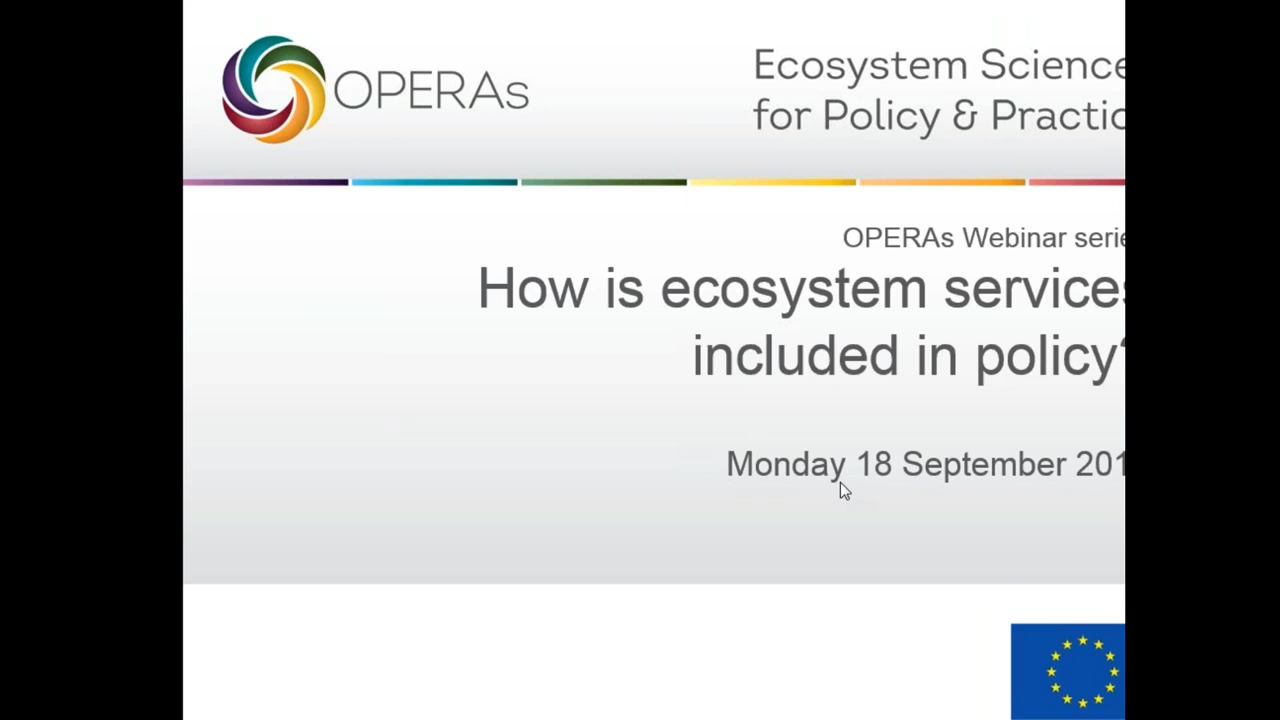 OPERAs
Ecosystem Science
for Policy & Practic
OPERAs Webinar serie
How is ecosystem services
included in policy?
Monday 18 September 201